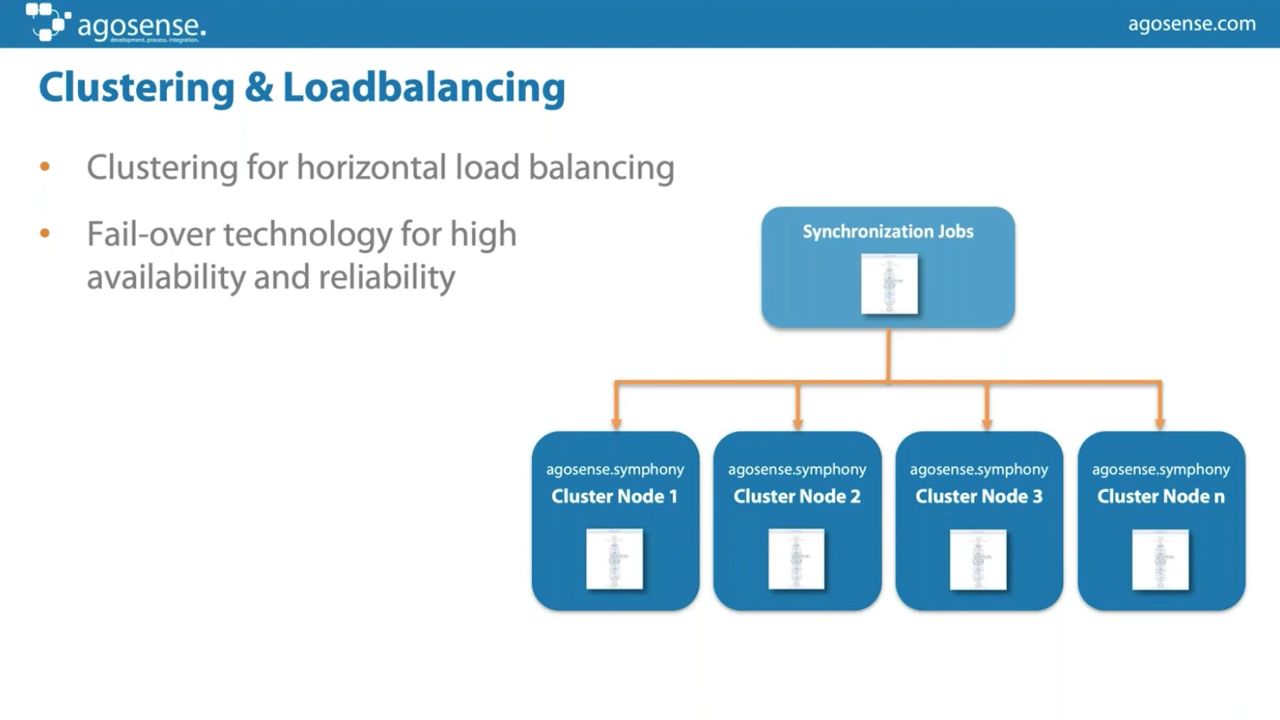 agosense.
development, process, integration.
agosense.com
Clustering & Loadbalancing
• Clustering for horizontal load balancing
• Fail-over technology for high
availability and reliability
Synchronization Jobs
agosense.symphony
Cluster Node 1
agosense.symphony
Cluster Node 2
agosense.symphony
Cluster Node 3
agosense.symphony
Cluster Node n